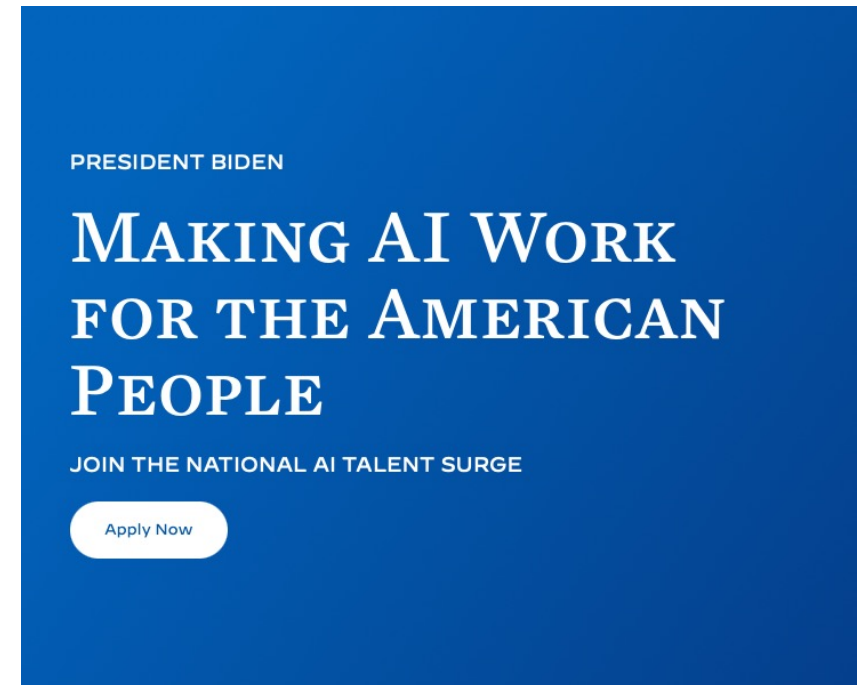 PRESIDENT BIDEN
MAKING AI WORK
FOR THE AMERICAN
PEOPLE
JOIN THE NATIONAL AI TALENT SURGE
Apply Now